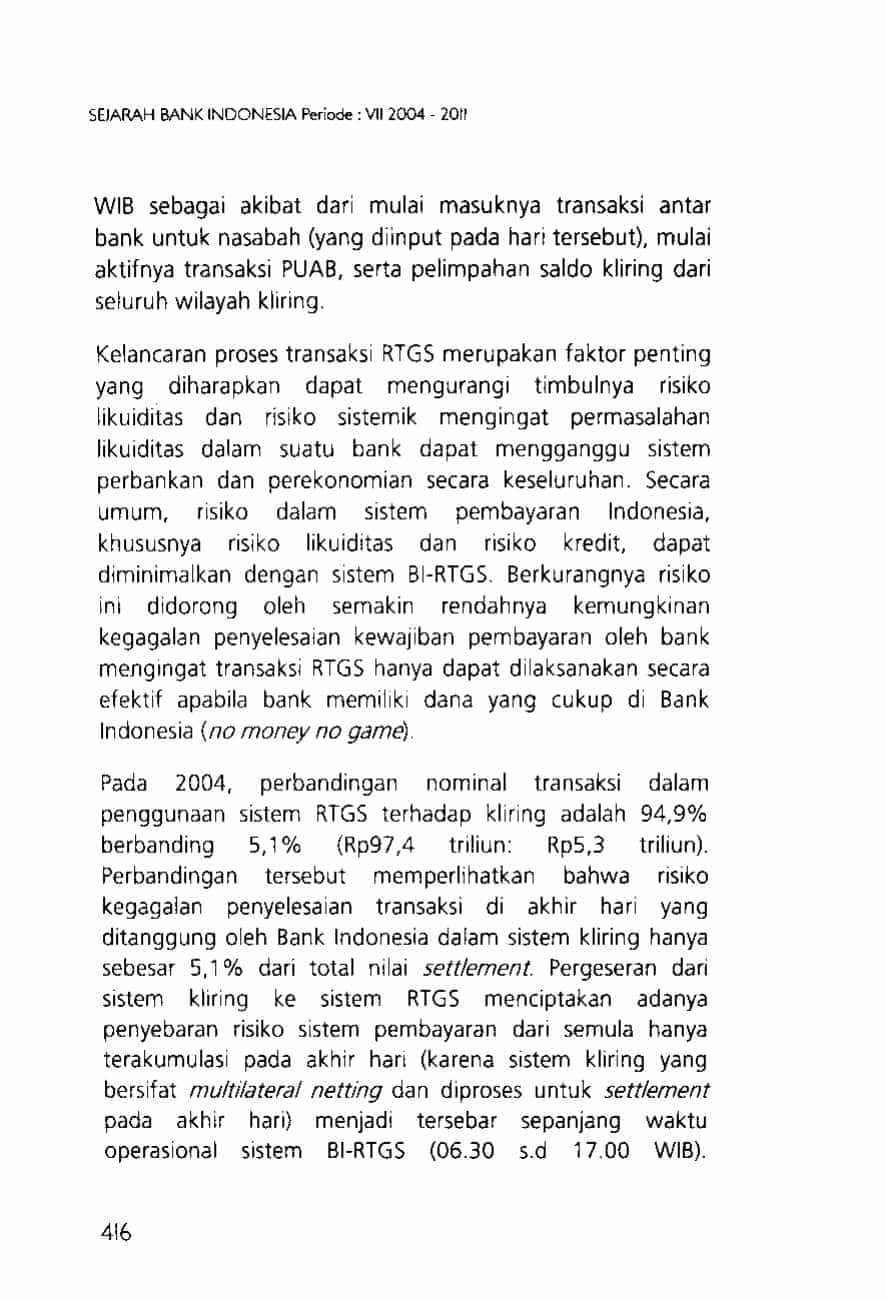 SEJARAH BANK INDONESIA Periode : VII 2004 - 2011
WIB sebagai akibat dari mulai masuknya transaksi antar
bank untuk nasabah (yang diinput pada hari tersebut), mulai
aktifnya transaksi PUAB, serta pelimpahan saldo kliring dari
seluruh wilayah kliring.
Kelancaran proses transaksi RTGS merupakan faktor penting
yang diharapkan dapat mengurangi timbulnya risiko
likuiditas dan risiko sistemik mengingat permasalahan
likuiditas dalam suatu bank dapat mengganggu sistem
perbankan dan perekonomian secara keseluruhan. Secara
umum, risiko dalam sistem pembayaran Indonesia,
khususnya risiko likuiditas dan risiko kredit, dapat
diminimalkan dengan sistem BI-RTGS. Berkurangnya risiko
ini didorong oleh semakin rendahnya kemungkinan
kegagalan penyelesaian kewajiban pembayaran oleh bank
mengingat transaksi RTGS hanya dapat dilaksanakan secara
efektif apabila bank memiliki dana yang cukup di Bank
Indonesia (no money no game).
Pada 2004, perbandingan nominal transaksi dalam
penggunaan sistem RTGS terhadap kliring adalah 94,9%
berbanding 5,1% (Rp97,4 triliun: Rp5,3 triliun).
Perbandingan tersebut memperlihatkan bahwa risiko
kegagalan penyelesaian transaksi di akhir hari yang
ditanggung oleh Bank Indonesia dalam sistem kliring hanya
sebesar 5,1% dari total nilai settlement. Pergeseran dari
sistem kliring ke sistem RTGS menciptakan adanya
penyebaran risiko sistem pembayaran dari semula hanya
terakumulasi pada akhir hari (karena sistem kliring yang
bersifat multilateral netting dan diproses untuk settlement
pada akhir hari) menjadi tersebar sepanjang waktu
operasional sistem BI-RTGS (06.30 s.d 17.00 WIB).
416